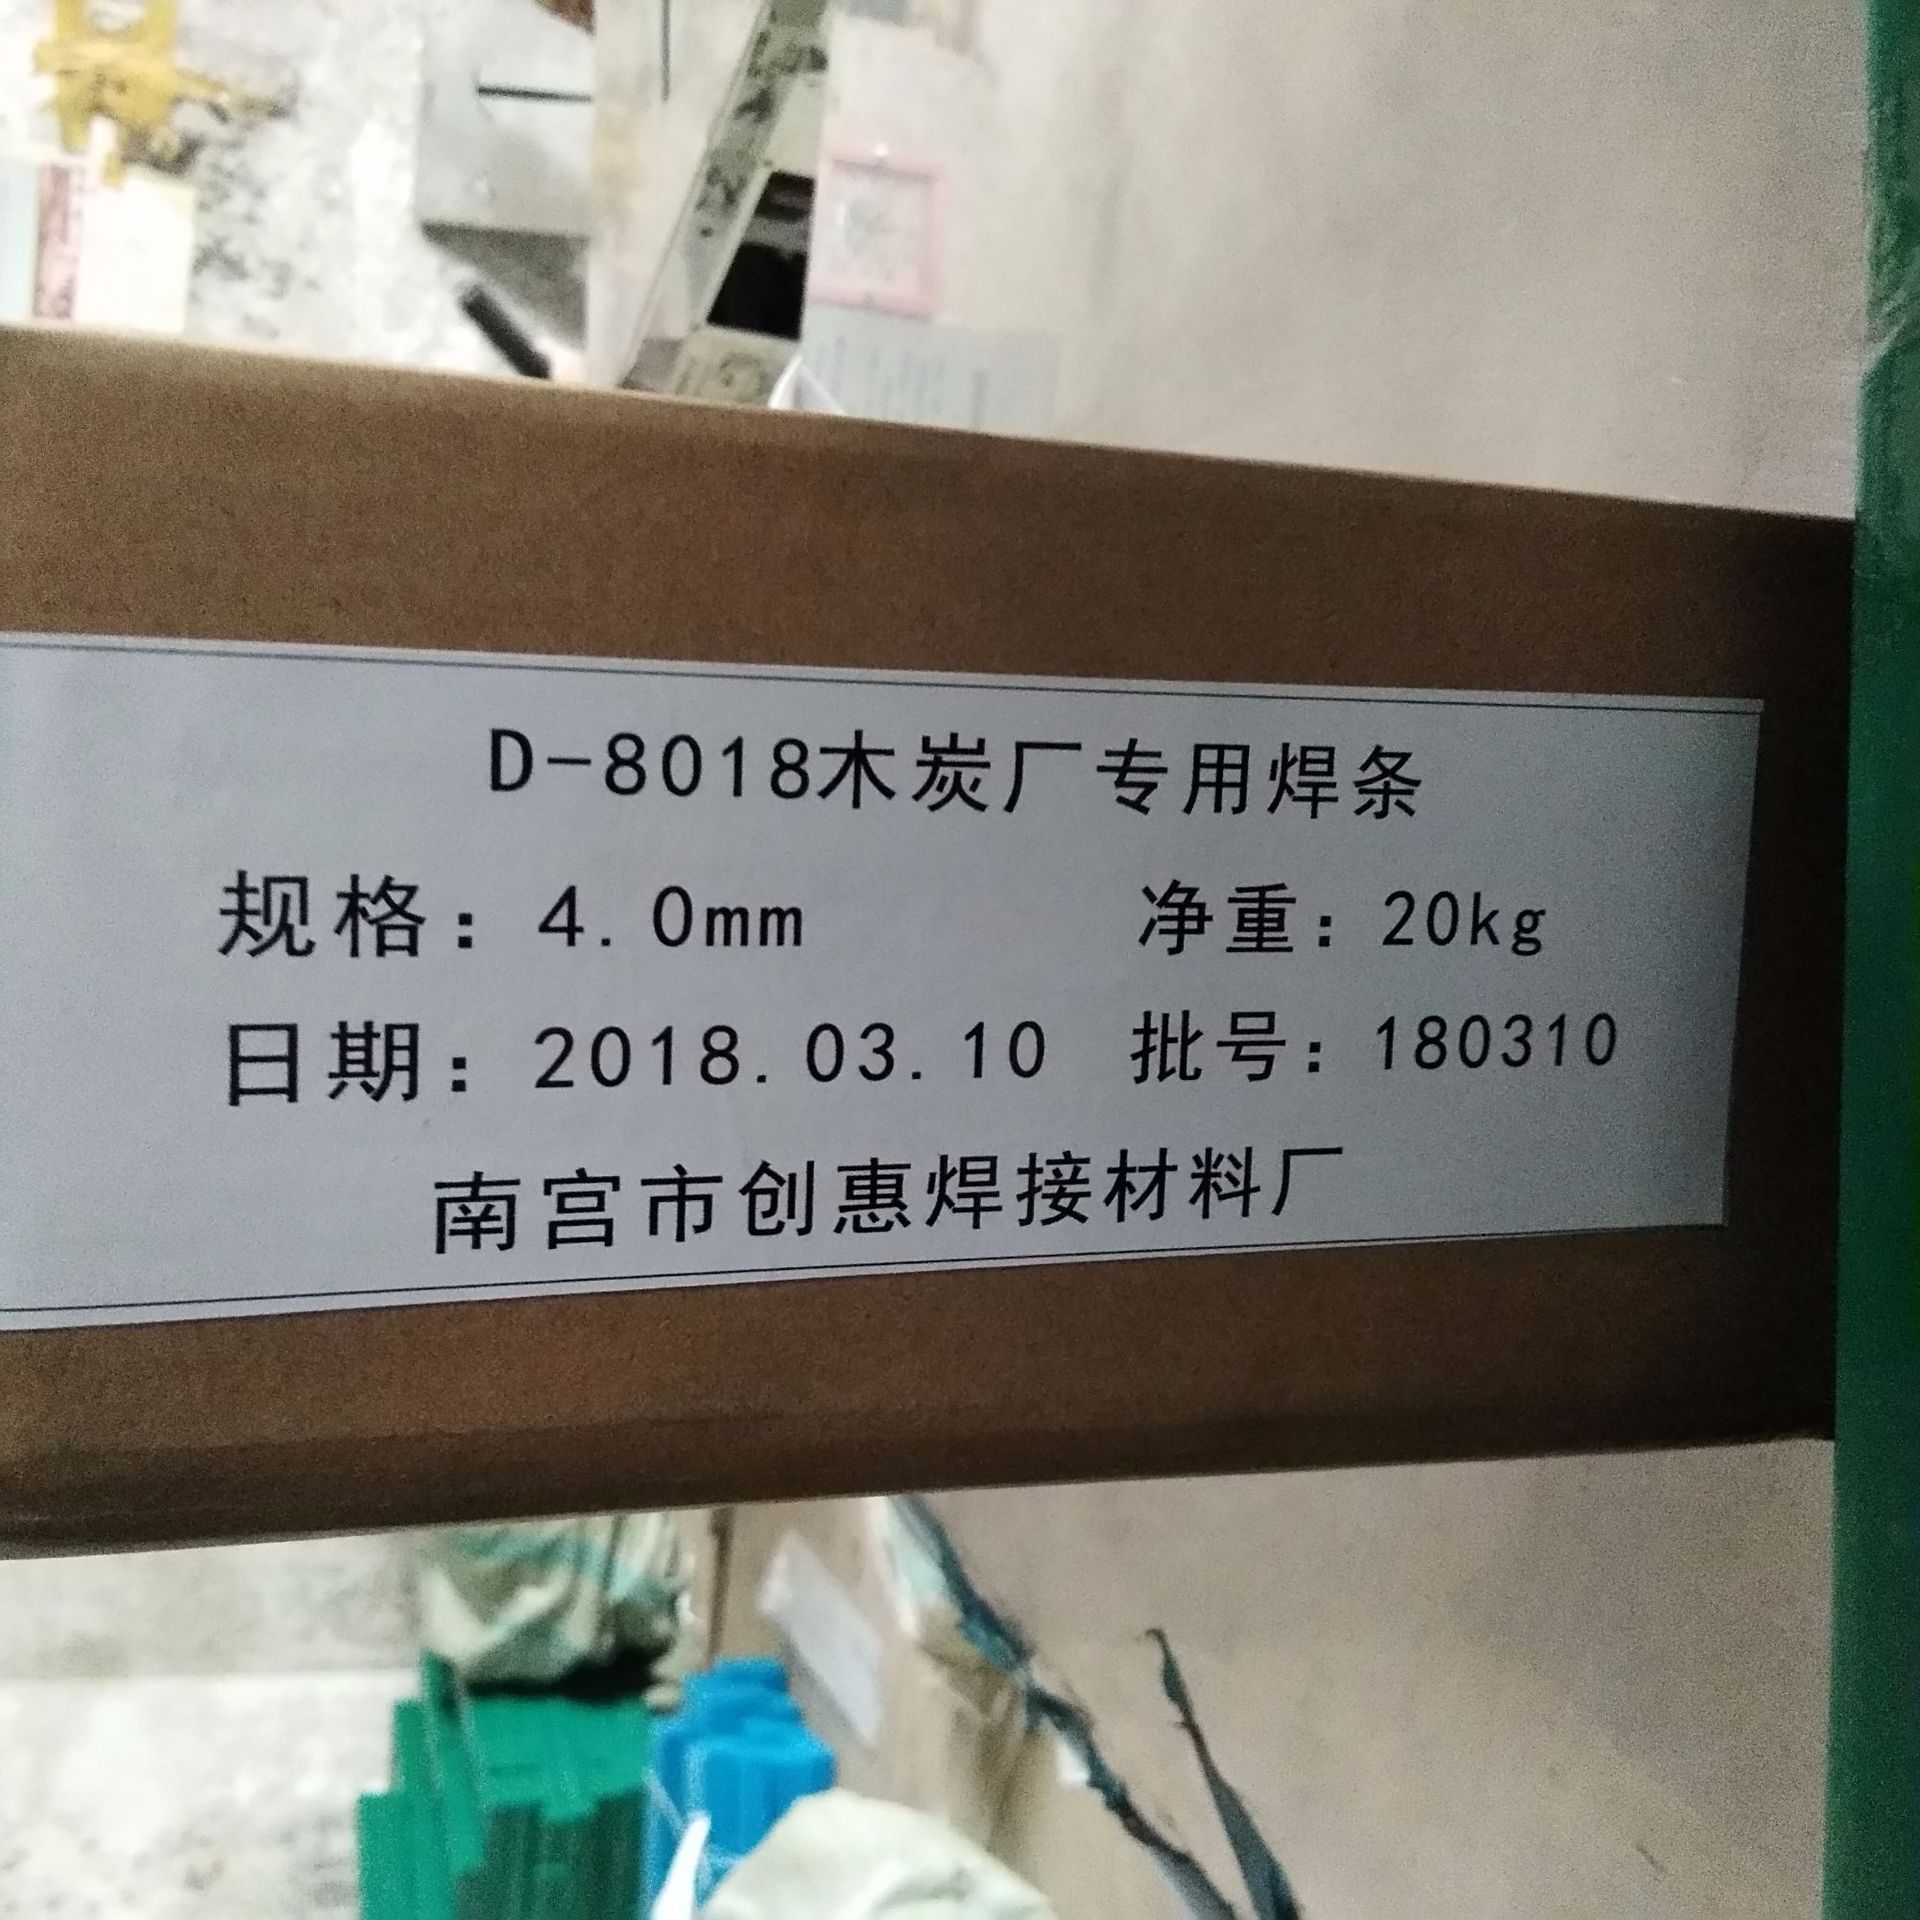 D-8018木炭厂专用焊条
规格：4.0mm 净重：20kg
日期：2018.03.10 批号：180310
南宫市创惠焊接材料厂